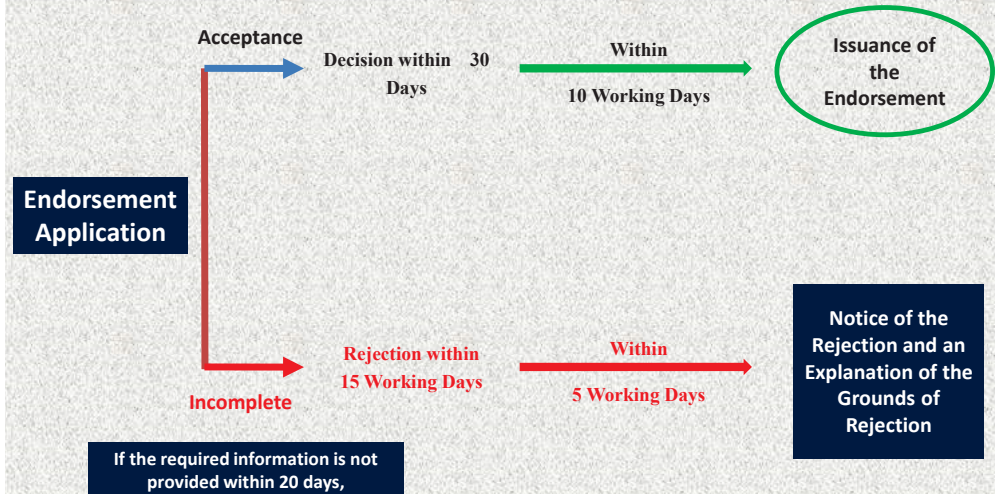 Acceptance
Decision within 30
Days
Within
10 Working Days
Issuance of
the
Endorsement
Endorsement
Application
Incomplete
Rejection within
15 Working Days
Within
5 Working Days
Notice of the
Rejection and an
Explanation of the
Grounds of
Rejection
If the required information is not
provided within 20 days,